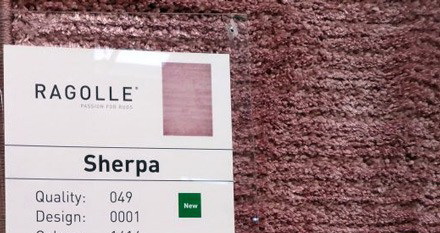 RAGOLLE®
PASSION FOR RUGS
Sherpa
Quality: 049
Design: 0001
New